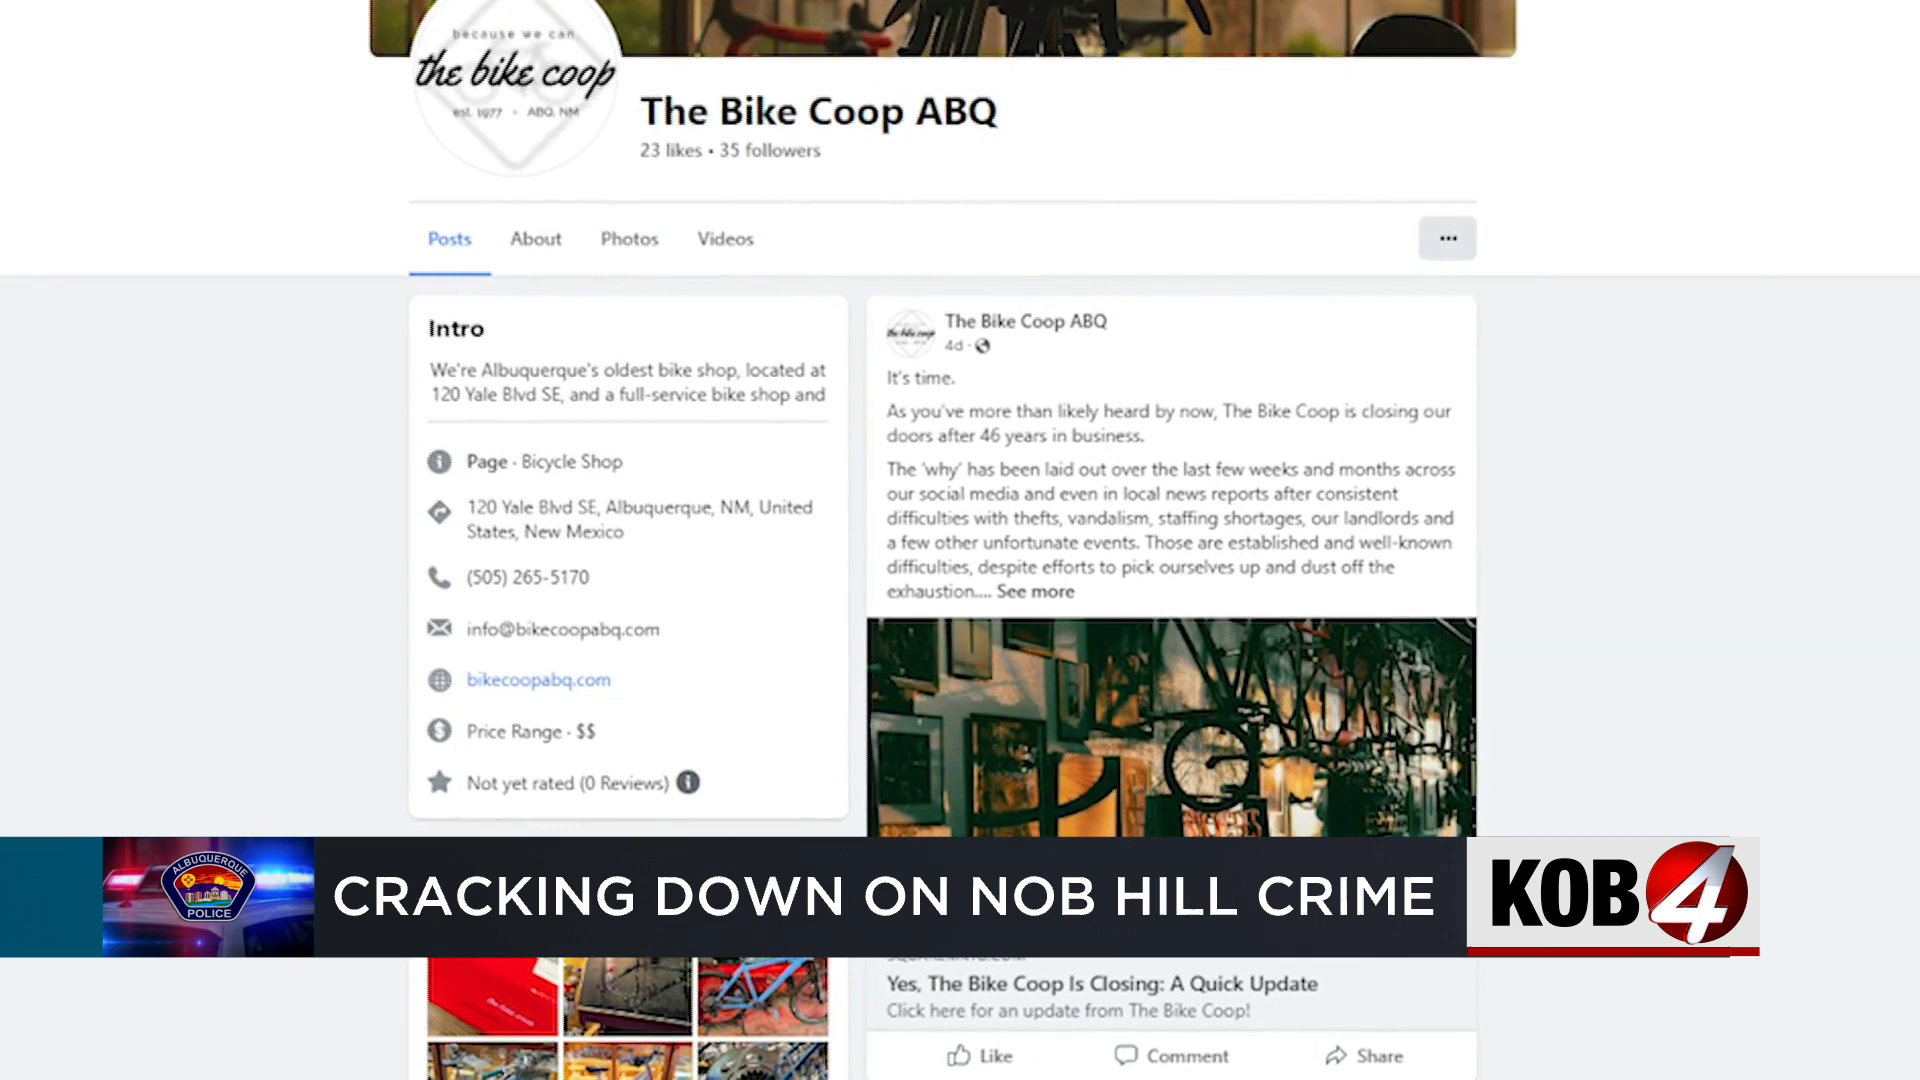 because we can
the bike coop
est. 1977 - ABQ, NM
The Bike Coop ABQ
23 likes • 35 followers
Posts
About
Photos
Videos
Intro
We're Albuquerque's oldest bike shop, located at
120 Yale Blvd SE, and a full-service bike shop and
Page · Bicycle Shop
120 Yale Blvd SE, Albuquerque, NM, United
States, New Mexico
(505) 265-5170
info@bikecoopabq.com
bikecoopabq.com
Price Range · $$
Not yet rated (0 Reviews)
the bike coop
The Bike Coop ABQ
4d ·
It's time.
As you've more than likely heard by now, The Bike Coop is closing our
doors after 46 years in business.
The 'why' has been laid out over the last few weeks and months across
our social media and even in local news reports after consistent
difficulties with thefts, vandalism, staffing shortages, our landlords and
a few other unfortunate events. Those are established and well-known
difficulties, despite efforts to pick ourselves up and dust off the
exhaustion.... See more
ALBUQUERQUE
POLICE
CRACKING DOWN ON NOB HILL CRIME
KOB 4
Yes, The Bike Coop Is Closing: A Quick Update
Click here for an update from The Bike Coop!
Like
Comment
Share